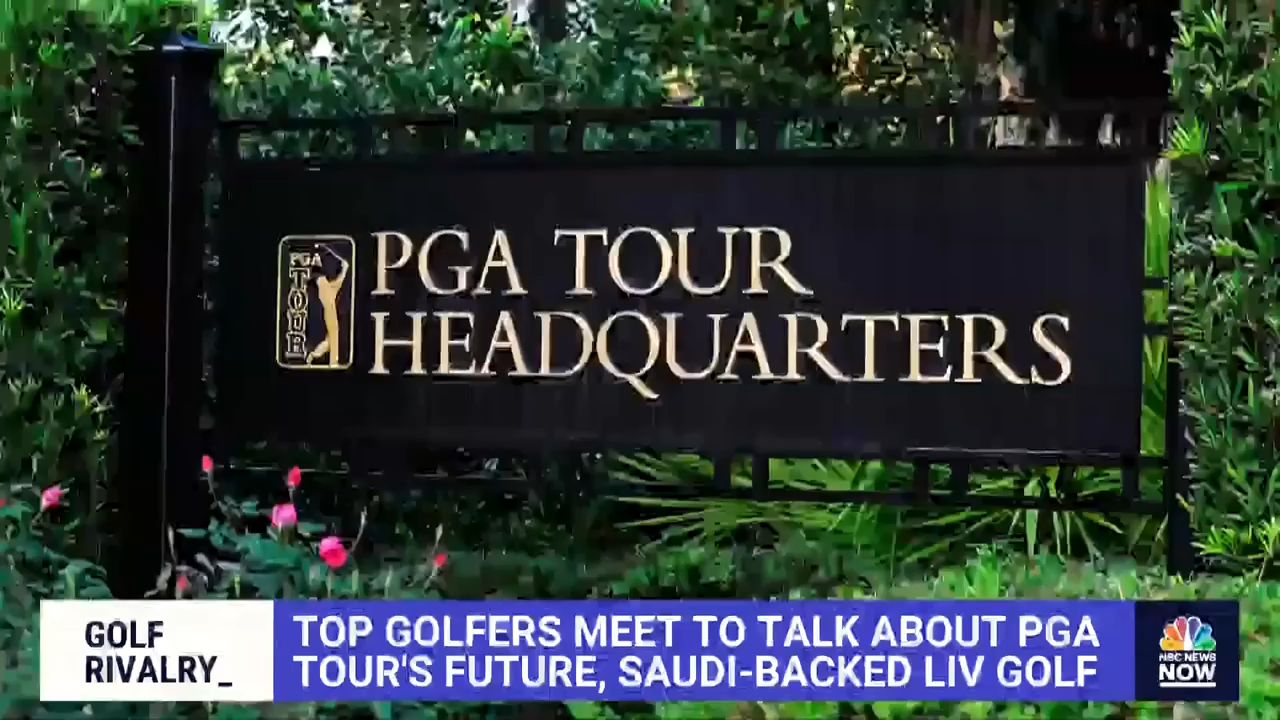 PGA
TOUR
PGA TOUR
HEADQUARTERS
GOLF
RIVALRY_
TOP GOLFERS MEET TO TALK ABOUT PGA
TOUR'S FUTURE, SAUDI-BACKED LIV GOLF
NBC NEWS
NOW